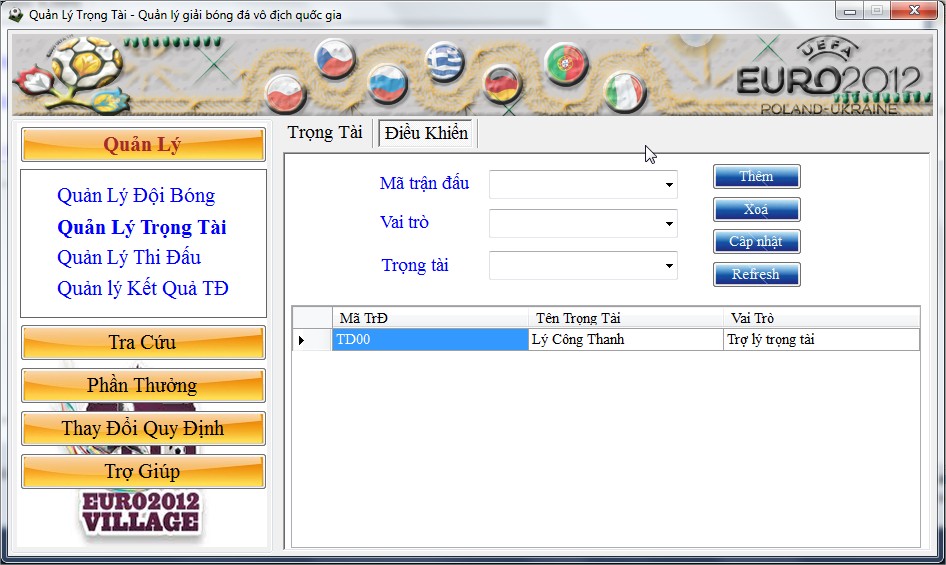 Quản Lý Trọng Tài - Quản lý giải bóng đá vô địch quốc gia
UEFA
EURO2012
POLAND-UKRAINE
Quản Lý
Quản Lý Đội Bóng
Quản Lý Trọng Tài
Quản Lý Thi Đấu
Quản lý Kết Quả TĐ
Tra Cứu
Phần Thưởng
Thay Đổi Quy Định
Trợ Giúp
EURO2012
VILLAGE
Trọng Tài Điều Khiển
Mã trận đấu
Vai trò
Trọng tài
Thêm
Xoá
Cập nhật
Refresh
Mã TrĐ Tên Trọng Tài Vai Trò
TD00 Lý Công Thanh Trợ lý trọng tài